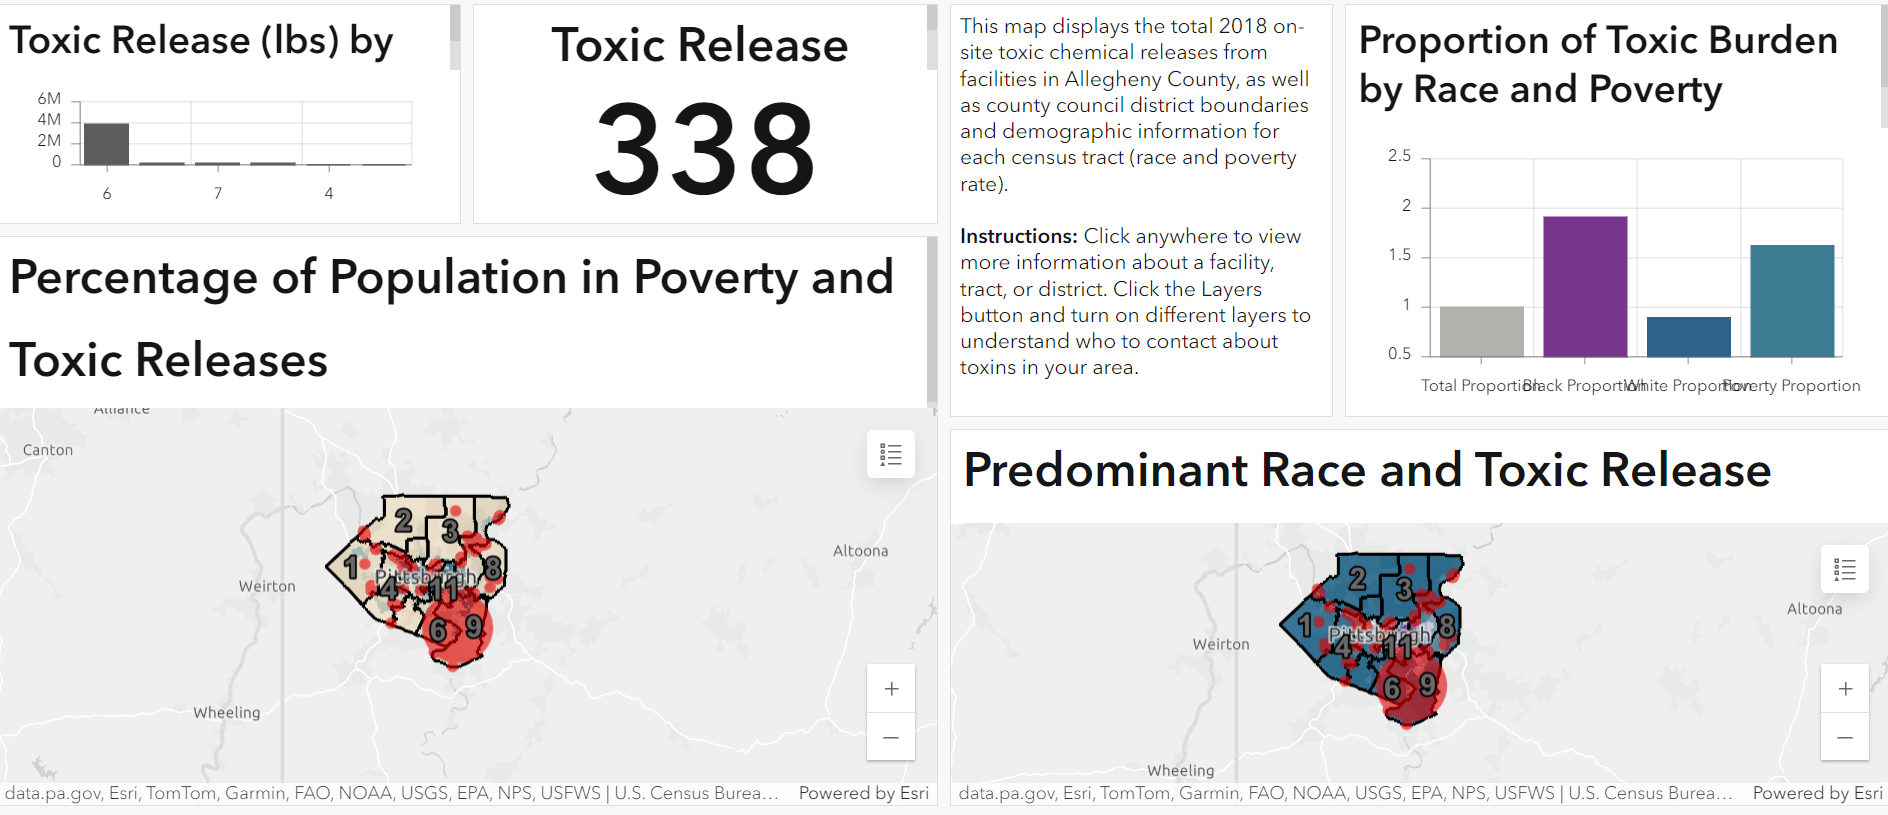 Toxic Release (lbs) by
6M
4M
2M
0
6
7
4
Toxic Release
338
This map displays the total 2018 on-
site toxic chemical releases from
facilities in Allegheny County, as well
as county council district boundaries
and demographic information for
each census tract (race and poverty
rate).
Instructions: Click anywhere to view
more information about a facility,
tract, or district. Click the Layers
button and turn on different layers to
understand who to contact about
toxins in your area.
Proportion of Toxic Burden
by Race and Poverty
2.5
2
1.5
1
0.5
Total Proportion
Black Proportion
White Proportion
Poverty Proportion
Percentage of Population in Poverty and
Toxic Releases
Alliance
Canton
Weirton
Wheeling
Altoona
Pittsburgh
2
3
1
8
4
11
6
9
+
−
data.pa.gov, Esri, TomTom, Garmin, FAO, NOAA, USGS, EPA, NPS, USFWS | U.S. Census Burea…
Powered by Esri
Predominant Race and Toxic Release
Weirton
Wheeling
Altoona
Pittsburgh
2
3
1
8
4
11
6
9
+
−
data.pa.gov, Esri, TomTom, Garmin, FAO, NOAA, USGS, EPA, NPS, USFWS | U.S. Census Burea…
Powered by Esri